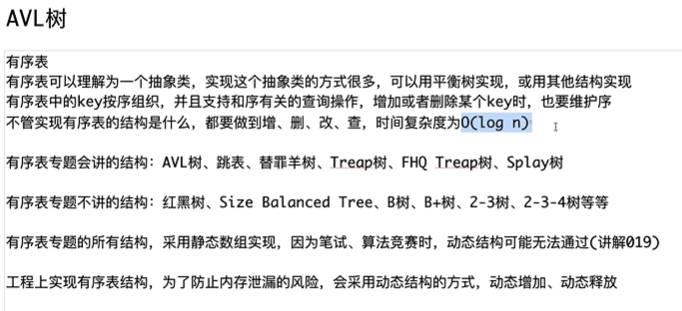 AVL树
有序表
有序表可以理解为一个抽象类，实现这个抽象类的方式很多，可以用平衡树实现，或用其他结构实现
有序表中的key按序组织，并且支持和序有关的查询操作，增加或者删除某个key时，也要维护序
不管实现有序表的结构是什么，都要做到增、删、改、查，时间复杂度为O(log n)
有序表专题会讲的结构：AVL树、跳表、替罪羊树、Treap树、FHQ Treap树、Splay树
有序表专题不讲的结构：红黑树、Size Balanced Tree、B树、B+树、2-3树、2-3-4树等等
有序表专题的所有结构，采用静态数组实现，因为笔试、算法竞赛时，动态结构可能无法通过(讲解019)
工程上实现有序表结构，为了防止内存泄漏的风险，会采用动态结构的方式，动态增加、动态释放